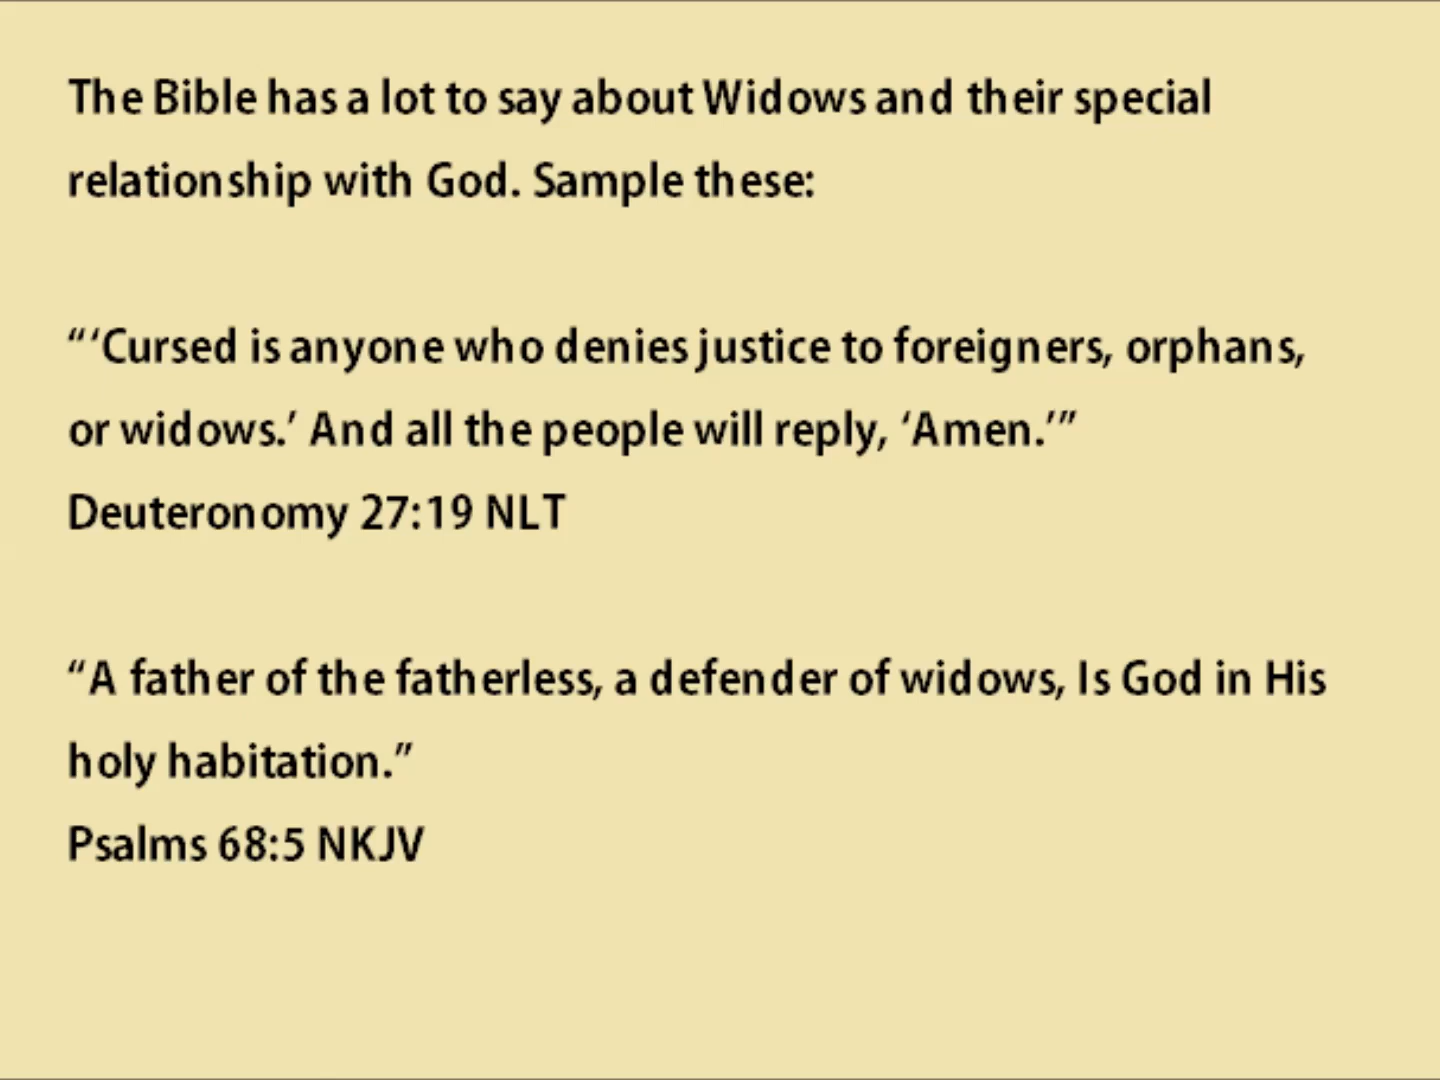 The Bible has a lot to say about Widows and their special
relationship with God. Sample these:
“‘Cursed is anyone who denies justice to foreigners, orphans,
or widows.’ And all the people will reply, ‘Amen.’”
Deuteronomy 27:19 NLT
“A father of the fatherless, a defender of widows, Is God in His
holy habitation.”
Psalms 68:5 NKJV